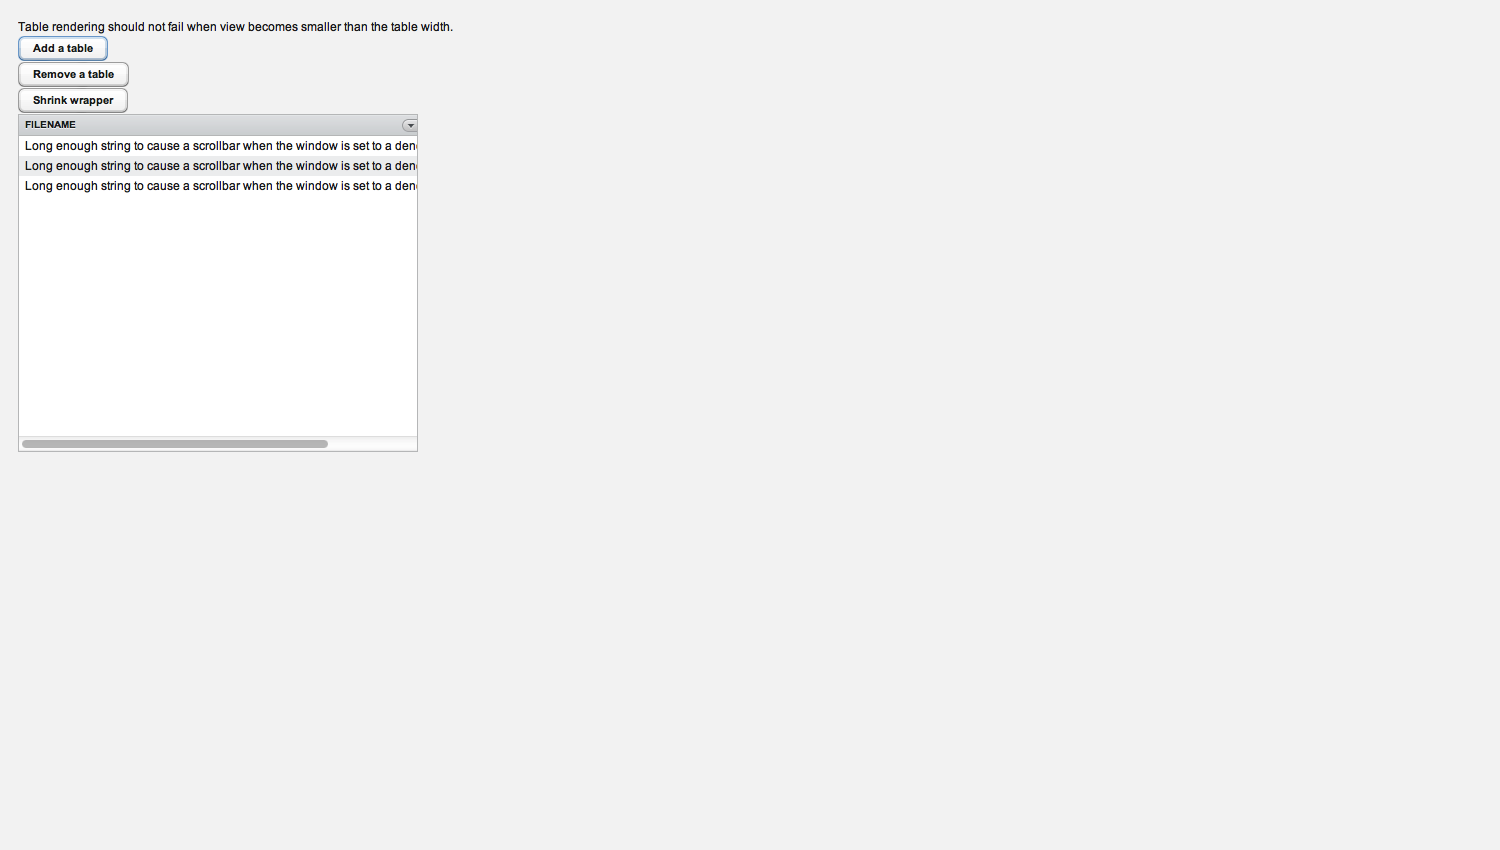 Table rendering should not fail when view becomes smaller than the table width.
Add a table
Remove a table
Shrink wrapper
FILENAME
Long enough string to cause a scrollbar when the window is set to a den
Long enough string to cause a scrollbar when the window is set to a den
Long enough string to cause a scrollbar when the window is set to a den